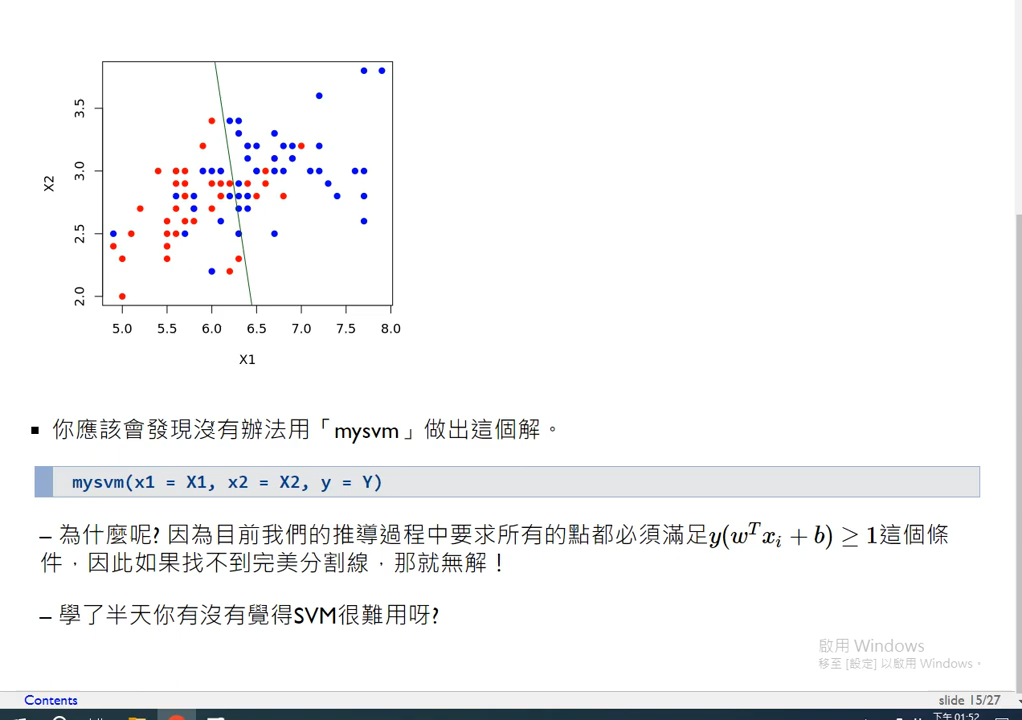 3.5
3.0
X2
2.5
2.0
5.0 5.5 6.0 6.5 7.0 7.5 8.0
X1
▪ 你應該會發現沒有辦法用「mysvm」做出這個解。
mysvm(x1 = X1, x2 = X2, y = Y)
– 為什麼呢? 因為目前我們的推導過程中要求所有的點都必須滿足y(w^T x_i + b) ≥ 1這個條
件，因此如果找不到完美分割線，那就無解！
– 學了半天你有沒有覺得SVM很難用呀?
啟用 Windows
移至 [設定] 以啟用 Windows。
Contents
slide 15/27
下午 01:52